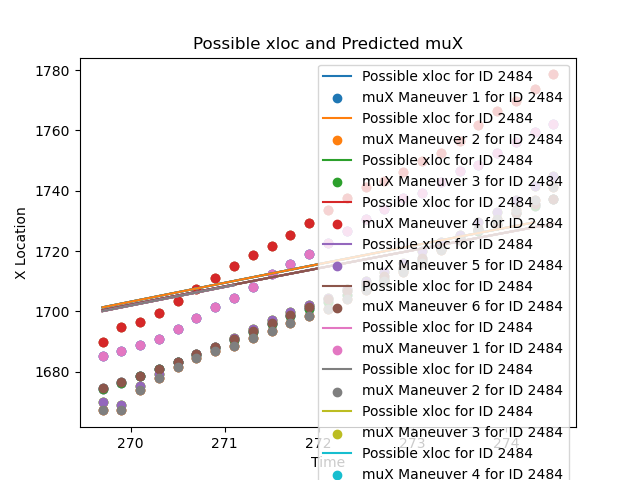 Possible xloc and Predicted muX
1780
1760
1740
1720
1700
1680
X Location
Possible xloc for ID 2484
muX Maneuver 1 for ID 2484
Possible xloc for ID 2484
muX Maneuver 2 for ID 2484
Possible xloc for ID 2484
muX Maneuver 3 for ID 2484
Possible xloc for ID 2484
muX Maneuver 4 for ID 2484
Possible xloc for ID 2484
muX Maneuver 5 for ID 2484
Possible xloc for ID 2484
muX Maneuver 6 for ID 2484
Possible xloc for ID 2484
muX Maneuver 1 for ID 2484
Possible xloc for ID 2484
muX Maneuver 2 for ID 2484
Possible xloc for ID 2484
muX Maneuver 3 for ID 2484
Possible xloc for ID 2484
muX Maneuver 4 for ID 2484
270 271 272 273 274
Time